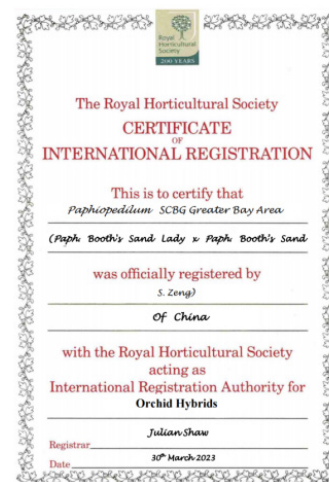 Royal
Horticultural
Society
200 YEARS
The Royal Horticultural Society
CERTIFICATE
OF
INTERNATIONAL REGISTRATION
This is to certify that
Paphiopedilum SCBG Greater Bay Area
(Paph. Booth's Sand Lady x Paph. Booth's Sand
was officially registered by
S. Zeng)
Of China
with the Royal Horticultural Society
acting as
International Registration Authority for
Orchid Hybrids
Julian Shaw
Registrar
30th March 2023
Date